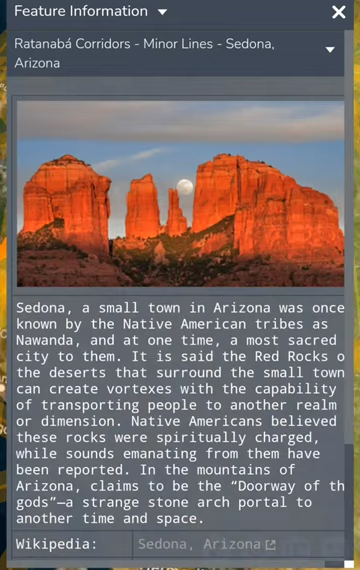 Feature Information
Ratanabá Corridors - Minor Lines - Sedona,
Arizona
Sedona, a small town in Arizona was once
known by the Native American tribes as
Nawanda, and at one time, a most sacred
city to them. It is said the Red Rocks o
the deserts that surround the small town
can create vortexes with the capability
of transporting people to another realm
or dimension. Native Americans believed
these rocks were spiritually charged,
while sounds emanating from them have
been reported. In the mountains of
Arizona, claims to be the “Doorway of th
gods”—a strange stone arch portal to
another time and space.
Wikipedia: Sedona, Arizona